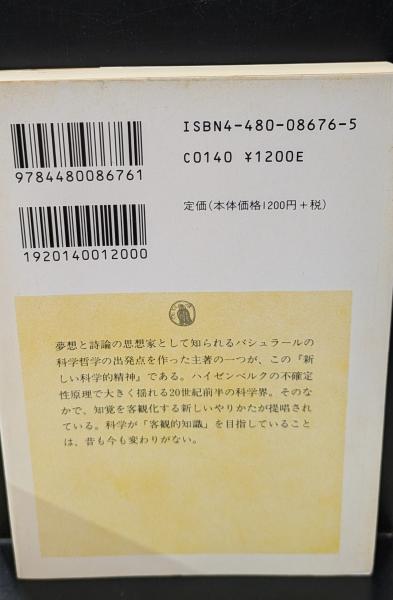 ISBN4-480-08676-5
C0140 ¥1200E
9784480086761
定価(本体価格1200円+税)
1920140012000
夢想と詩論の思想家として知られるバシュラールの
科学哲学の出発点を作った主著の一つが、この『新
しい科学的精神』である。ハイゼンベルクの不確定
性原理で大きく揺れる20世紀前半の科学界。そのな
かで、知覚を客観化する新しいやりかたが提唱され
ている。科学が「客観的知識」を目指していること
は、昔も今も変わりがない。